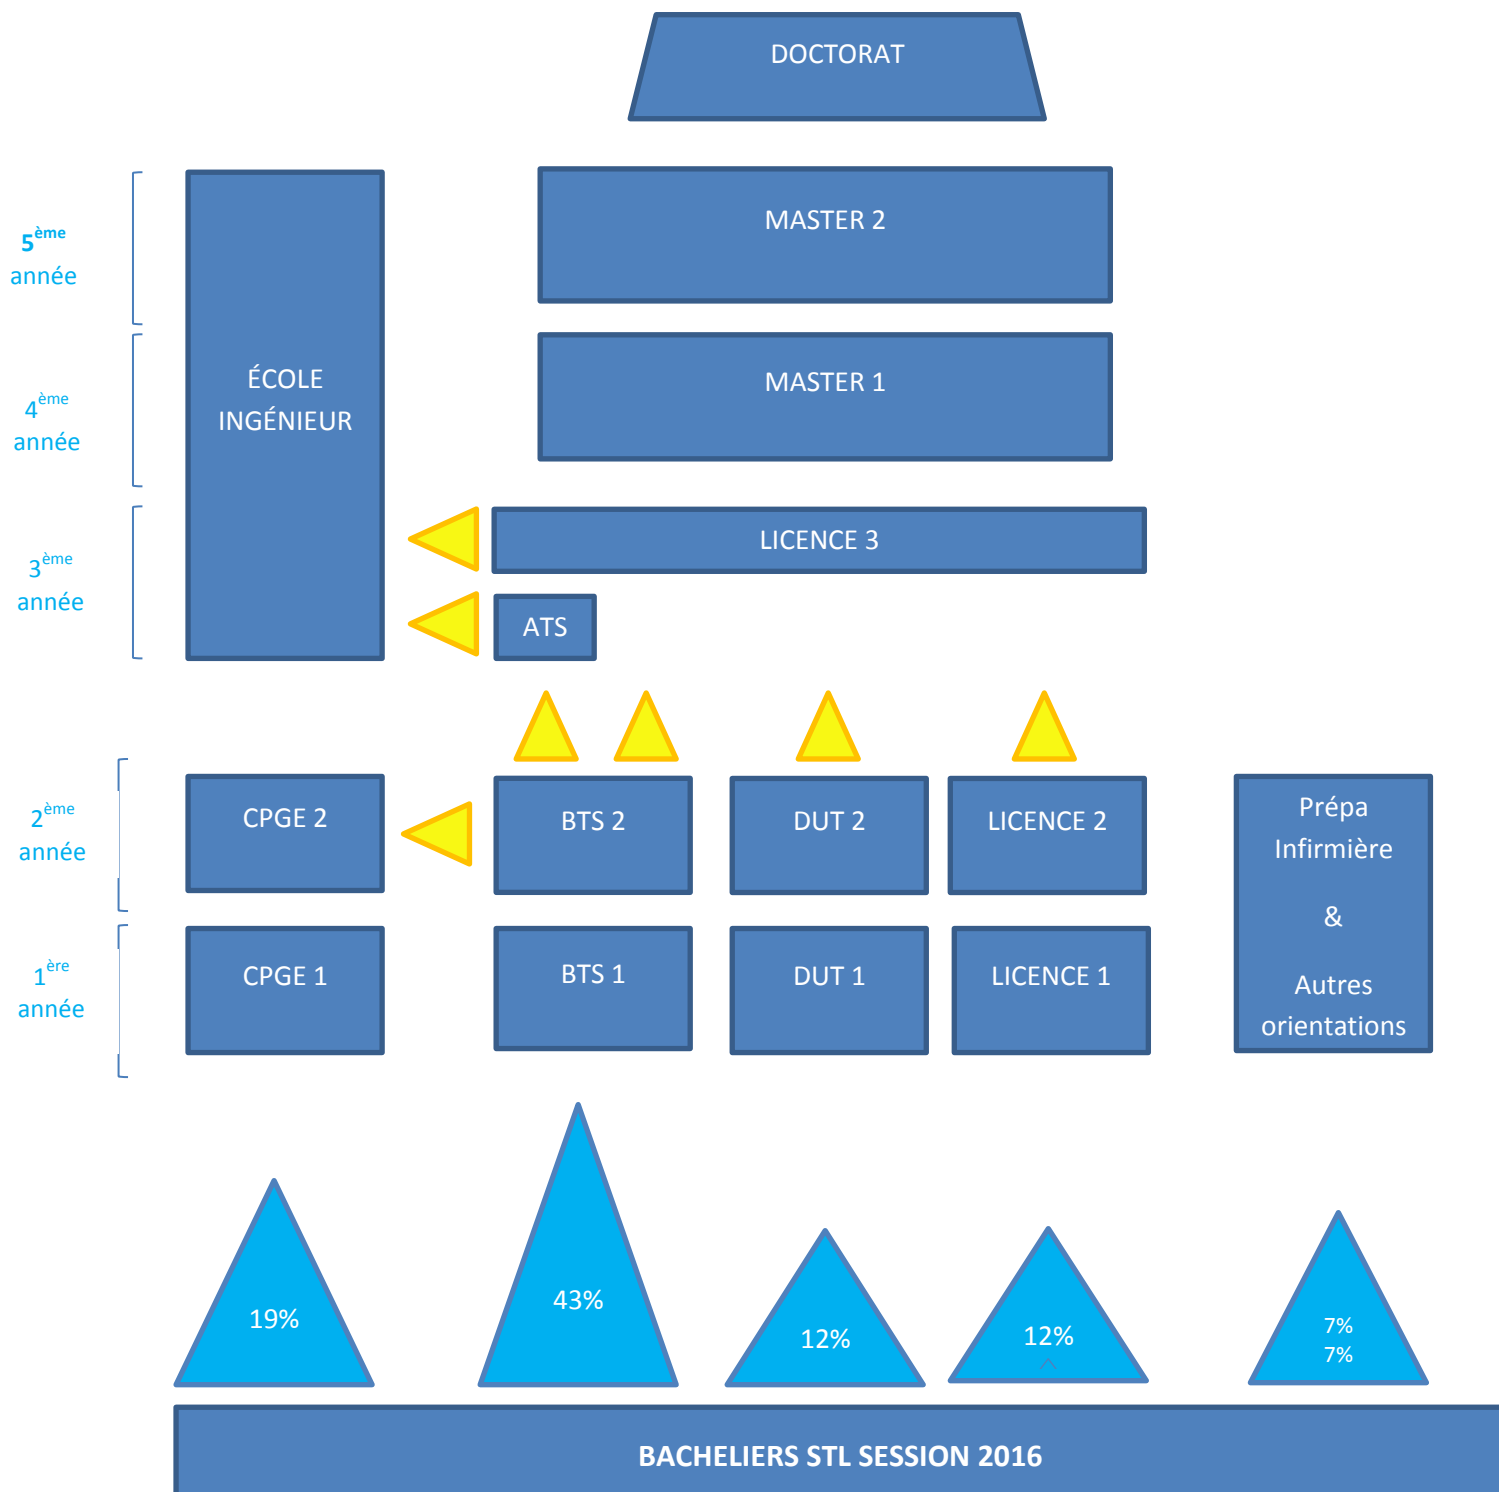 DOCTORAT
MASTER 2
5ème
année
ÉCOLE
INGÉNIEUR
MASTER 1
4ème
année
LICENCE 3
3ème
année
ATS
CPGE 2
BTS 2
DUT 2
LICENCE 2
2ème
année
Prépa
Infirmière
&
Autres
orientations
CPGE 1
BTS 1
DUT 1
LICENCE 1
1ère
année
19%
43%
12%
12%
7%
7%
BACHELIERS STL SESSION 2016